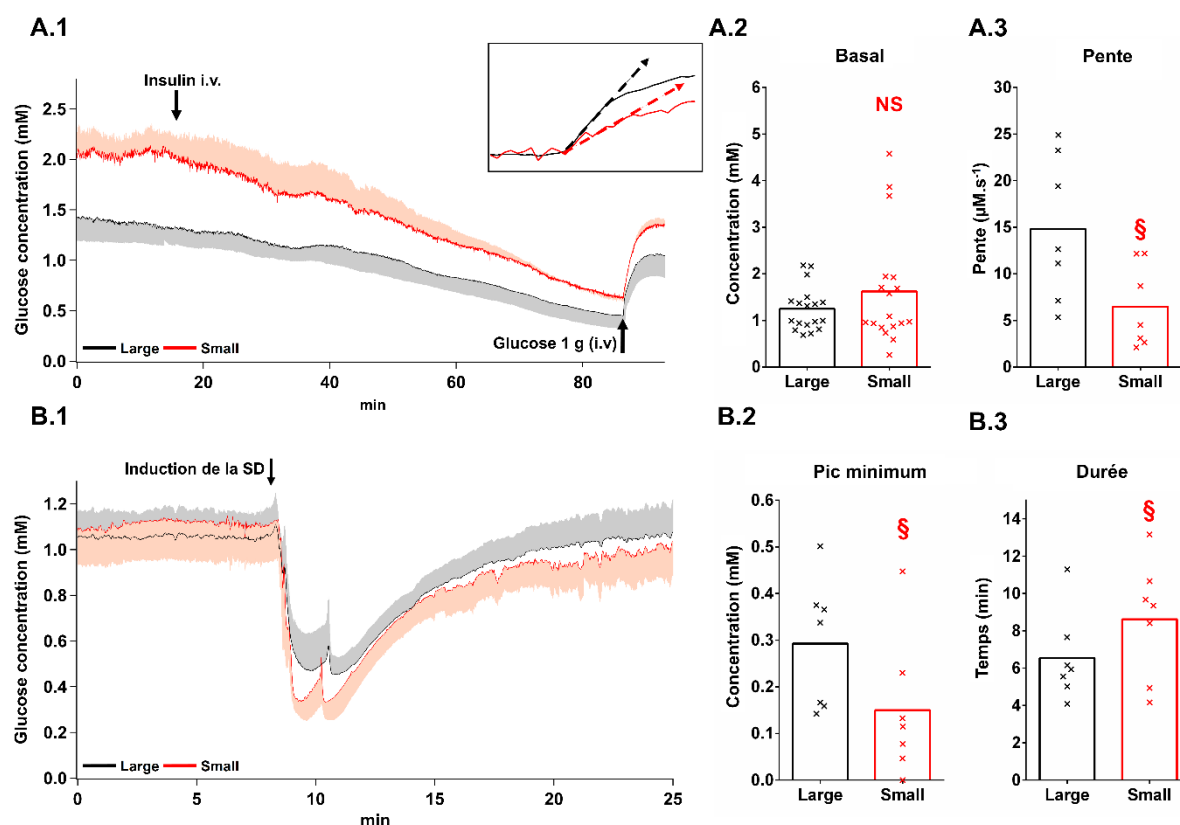 A.1
Insulin i.v.
Glucose concentration (mM)
2.5
2.0
1.5
1.0
0.5
0.0
Large
Small
Glucose 1 g (i.v)
0
20
40
60
80
min
A.2
Basal
Concentration (mM)
6
5
4
3
2
1
0
NS
Large
Small
A.3
Pente
Pente (µM.s⁻¹)
30
25
20
15
10
5
0
§
Large
Small
B.1
Induction de la SD
Glucose concentration (mM)
1.2
1.0
0.8
0.6
0.4
0.2
0.0
Large
Small
0
5
10
15
20
25
min
B.2
Pic minimum
Concentration (mM)
0.6
0.5
0.4
0.3
0.2
0.1
0.0
§
Large
Small
B.3
Durée
Temps (min)
14
12
10
8
6
4
2
0
§
Large
Small